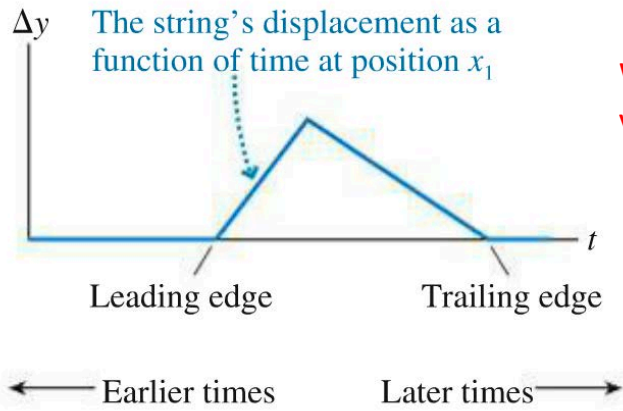 Δy
The string's displacement as a
function of time at position x₁
t
Leading edge
Trailing edge
Earlier times
Later times